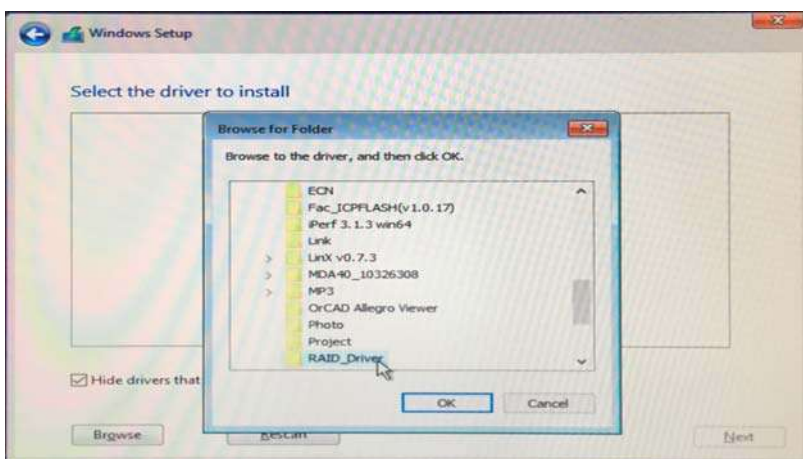 Windows Setup
Select the driver to install
Browse for Folder
Browse to the driver, and then click OK.
ECN
Fac_ICPFLASH(v1.0.17)
iPerf 3.1.3 win64
Link
LinX v0.7.3
MDA40_10326308
MP3
OrCAD Allegro Viewer
Photo
Project
RAID_Driver
Hide drivers that
OK
Cancel
Browse
Rescan
Next